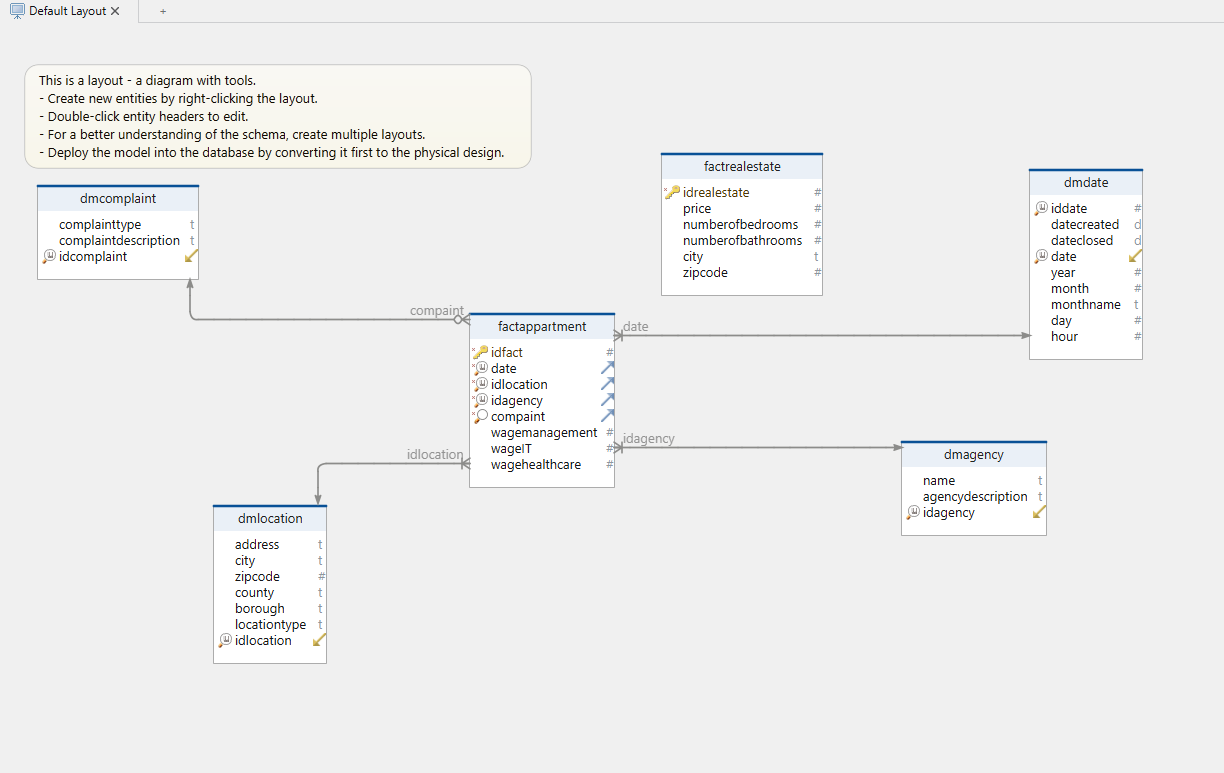 Default Layout
+
This is a layout - a diagram with tools.
- Create new entities by right-clicking the layout.
- Double-click entity headers to edit.
- For a better understanding of the schema, create multiple layouts.
- Deploy the model into the database by converting it first to the physical design.
dmcomplaint
complainttype t
complaintdescription t
idcomplaint
factrealestate
idrealestate #
price #
numberofbedrooms #
numberofbathrooms #
city t
zipcode #
dmdate
iddate #
datecreated d
dateclosed d
date
year #
month #
monthname t
day #
hour #
compaint
date
factappartment
idfact #
date
idlocation
idagency
compaint
wagemanagement #
wageIT #
wagehealthcare #
idagency
idlocation
dmagency
name t
agencydescription t
idagency
dmlocation
address t
city t
zipcode #
county t
borough t
locationtype t
idlocation